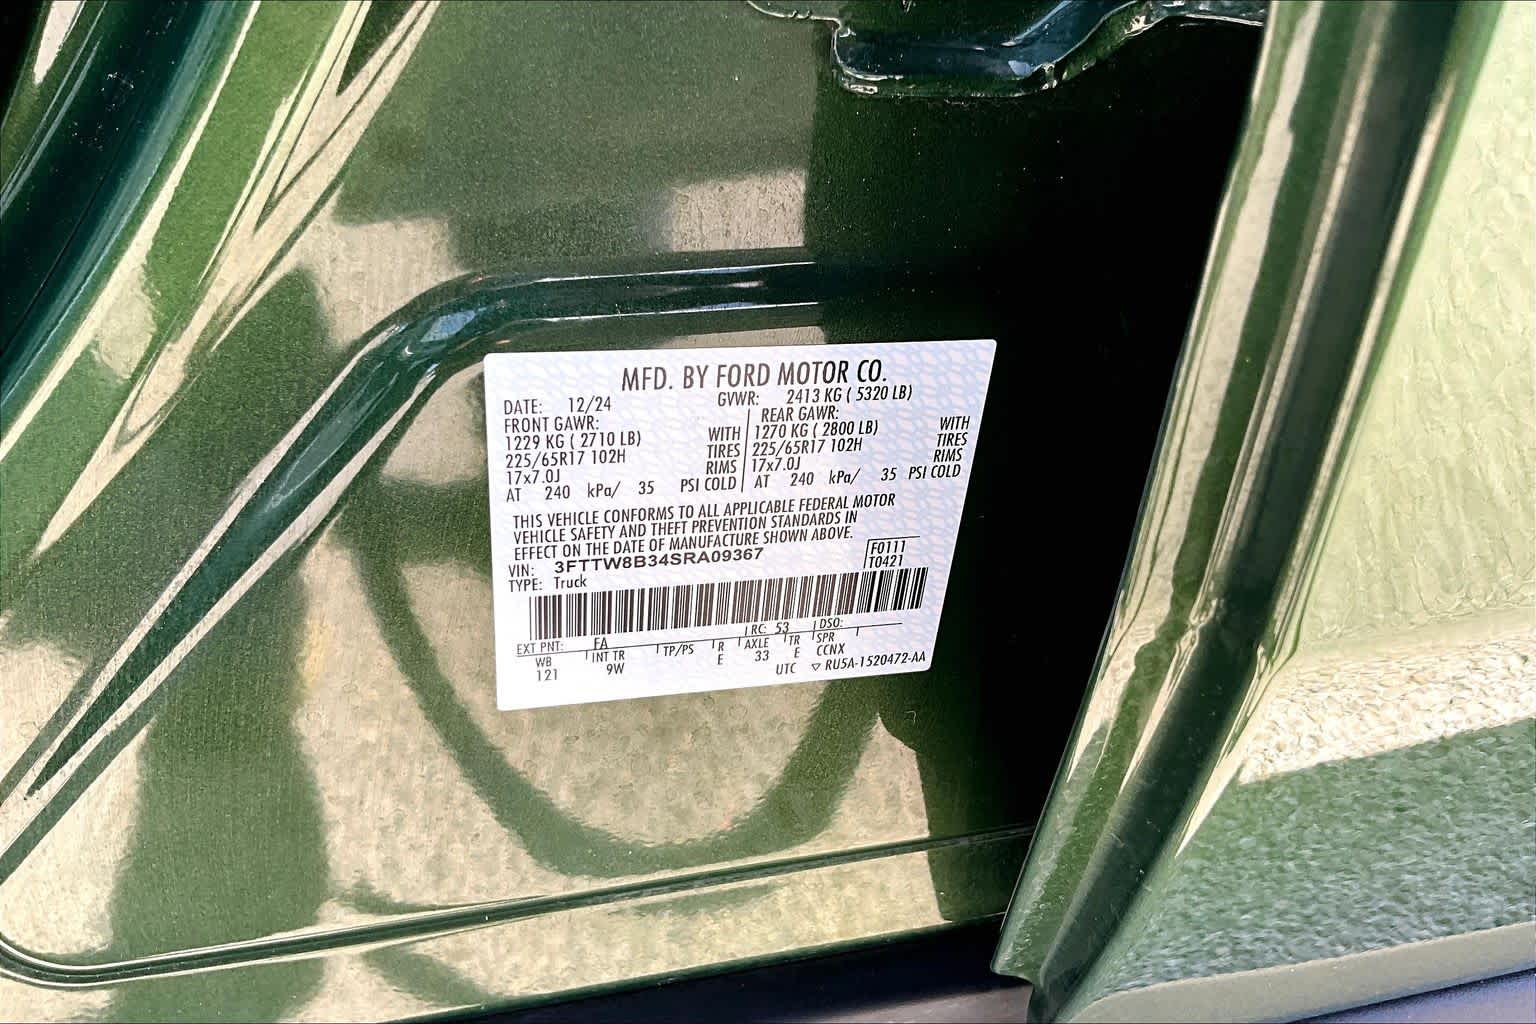 MFD. BY FORD MOTOR CO.
DATE: 12/24 GVWR: 2413 KG ( 5320 LB)
FRONT GAWR: REAR GAWR:
1229 KG ( 2710 LB) WITH 1270 KG ( 2800 LB) WITH
225/65R17 102H TIRES 225/65R17 102H TIRES
17x7.0J RIMS 17x7.0J RIMS
AT 240 kPa/ 35 PSI COLD AT 240 kPa/ 35 PSI COLD
THIS VEHICLE CONFORMS TO ALL APPLICABLE FEDERAL MOTOR
VEHICLE SAFETY AND THEFT PREVENTION STANDARDS IN
EFFECT ON THE DATE OF MANUFACTURE SHOWN ABOVE.
VIN: 3FTTW8B34SRA09367 F0111
TYPE: Truck T0421
EXT PNT: EA RC: 53 DSO:
WB INT TR TP/PS R AXLE TR SPR
121 9W E 33 E CCNX
UTC ▽ RU5A-1520472-AA